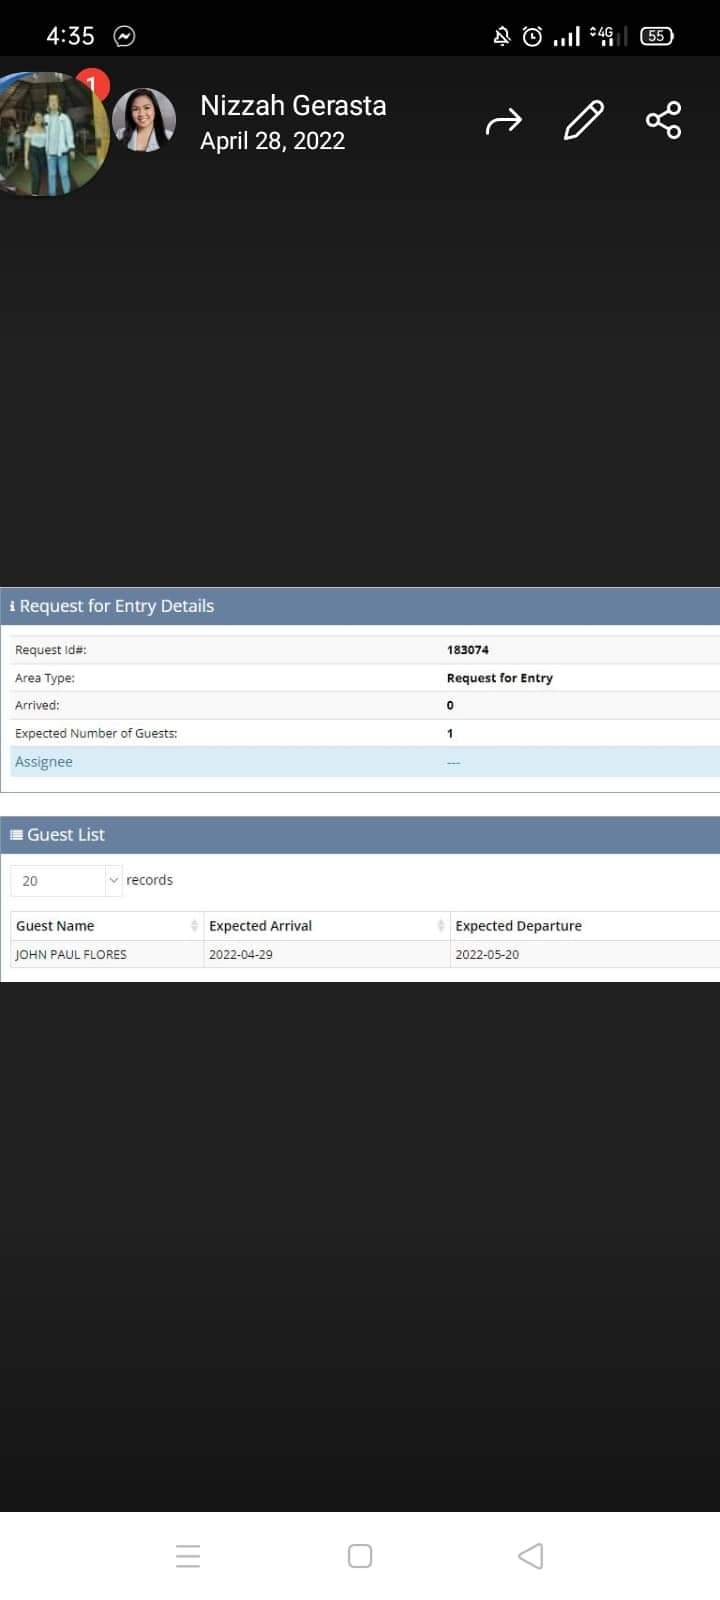 4:35
4G
55
1
Nizzah Gerasta
April 28, 2022
Request for Entry Details
Request Id#: 183074
Area Type: Request for Entry
Arrived: 0
Expected Number of Guests: 1
Assignee ---
Guest List
20 records
Guest Name Expected Arrival Expected Departure
JOHN PAUL FLORES 2022-04-29 2022-05-20